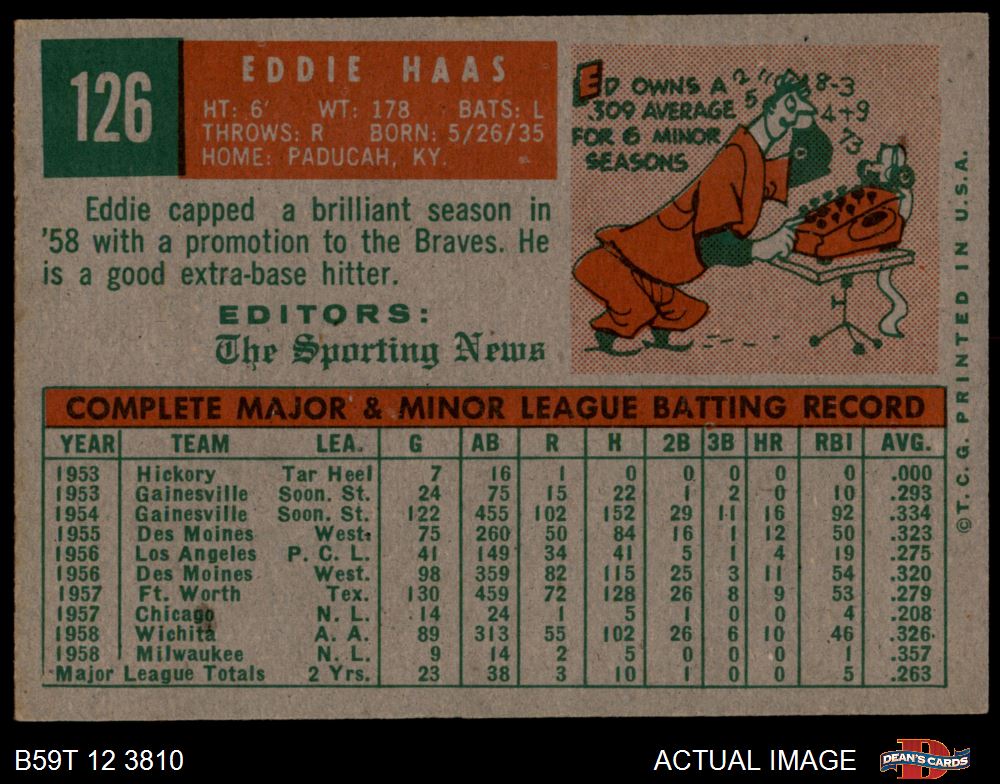 126
EDDIE HAAS
HT: 6' WT: 178 BATS: L
THROWS: R BORN: 5/26/35
HOME: PADUCAH, KY.
Eddie capped a brilliant season in
'58 with a promotion to the Braves. He
is a good extra-base hitter.
EDITORS:
The Sporting News
ED OWNS A
.309 AVERAGE
FOR 6 MINOR
SEASONS
2 11
5
8-3
4+9
73
©T.C.G. PRINTED IN U.S.A.
COMPLETE MAJOR & MINOR LEAGUE BATTING RECORD
YEAR TEAM LEA. G AB R H 2B 3B HR RBI AVG.
1953 Hickory Tar Heel 7 16 1 0 0 0 0 0 .000
1953 Gainesville Soon. St. 24 75 15 22 1 2 0 10 .293
1954 Gainesville Soon. St. 122 455 102 152 29 11 16 92 .334
1955 Des Moines West. 75 260 50 84 16 1 12 50 .323
1956 Los Angeles P. C. L. 41 149 34 41 5 1 4 19 .275
1956 Des Moines West. 98 359 82 115 25 3 11 54 .320
1957 Ft. Worth Tex. 130 459 72 128 26 8 9 53 .279
1957 Chicago N. L. 14 24 1 5 1 0 0 4 .208
1958 Wichita A. A. 89 313 55 102 26 6 10 46 .326
1958 Milwaukee N. L. 9 14 2 5 0 0 0 1 .357
Major League Totals 2 Yrs. 23 38 3 10 1 0 0 5 .263
B59T 12 3810
ACTUAL IMAGE
D
DEAN'S CARDS